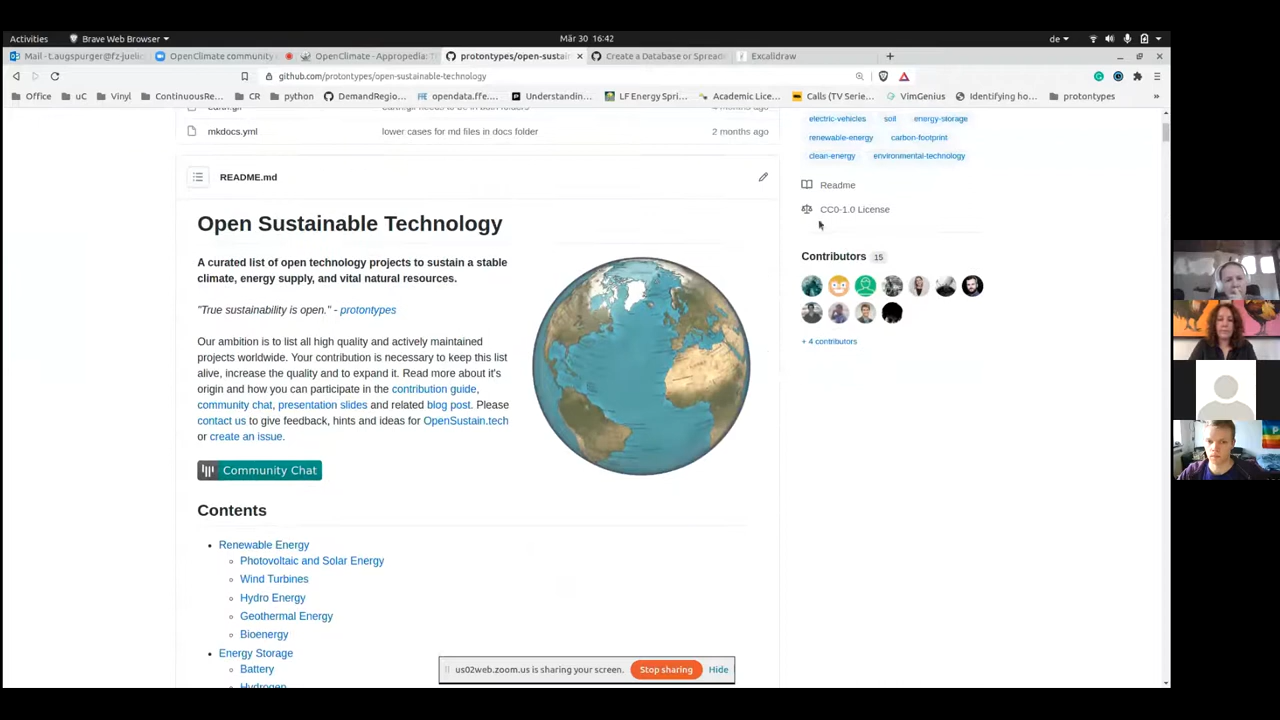 Activities Brave Web Browser Mär 30 16:42 de
Mail - t.augspurger@fz-jueli OpenClimate community OpenClimate - Appropedia: T protontypes/open-sustain Create a Database or Spreads Excalidraw
github.com/protontypes/open-sustainable-technology
Office uC Vinyl ContinuousRe... CR python DemandRegio... opendata.ffe.... Understanding... LF Energy Spri... Academic Lice... Calls (TV Serie... VimGenius Identifying ho... protontypes »
mkdocs.yml lower cases for md files in docs folder 2 months ago
electric-vehicles soil energy-storage
renewable-energy carbon-footprint
clean-energy environmental-technology
README.md
Readme
CC0-1.0 License
Contributors 15
+ 4 contributors
Open Sustainable Technology
A curated list of open technology projects to sustain a stable
climate, energy supply, and vital natural resources.
"True sustainability is open." - protontypes
Our ambition is to list all high quality and actively maintained
projects worldwide. Your contribution is necessary to keep this list
alive, increase the quality and to expand it. Read more about it's
origin and how you can participate in the contribution guide,
community chat, presentation slides and related blog post. Please
contact us to give feedback, hints and ideas for OpenSustain.tech
or create an issue.
Community Chat
Contents
Renewable Energy
Photovoltaic and Solar Energy
Wind Turbines
Hydro Energy
Geothermal Energy
Bioenergy
Energy Storage
Battery
Hydrogen
us02web.zoom.us is sharing your screen. Stop sharing Hide